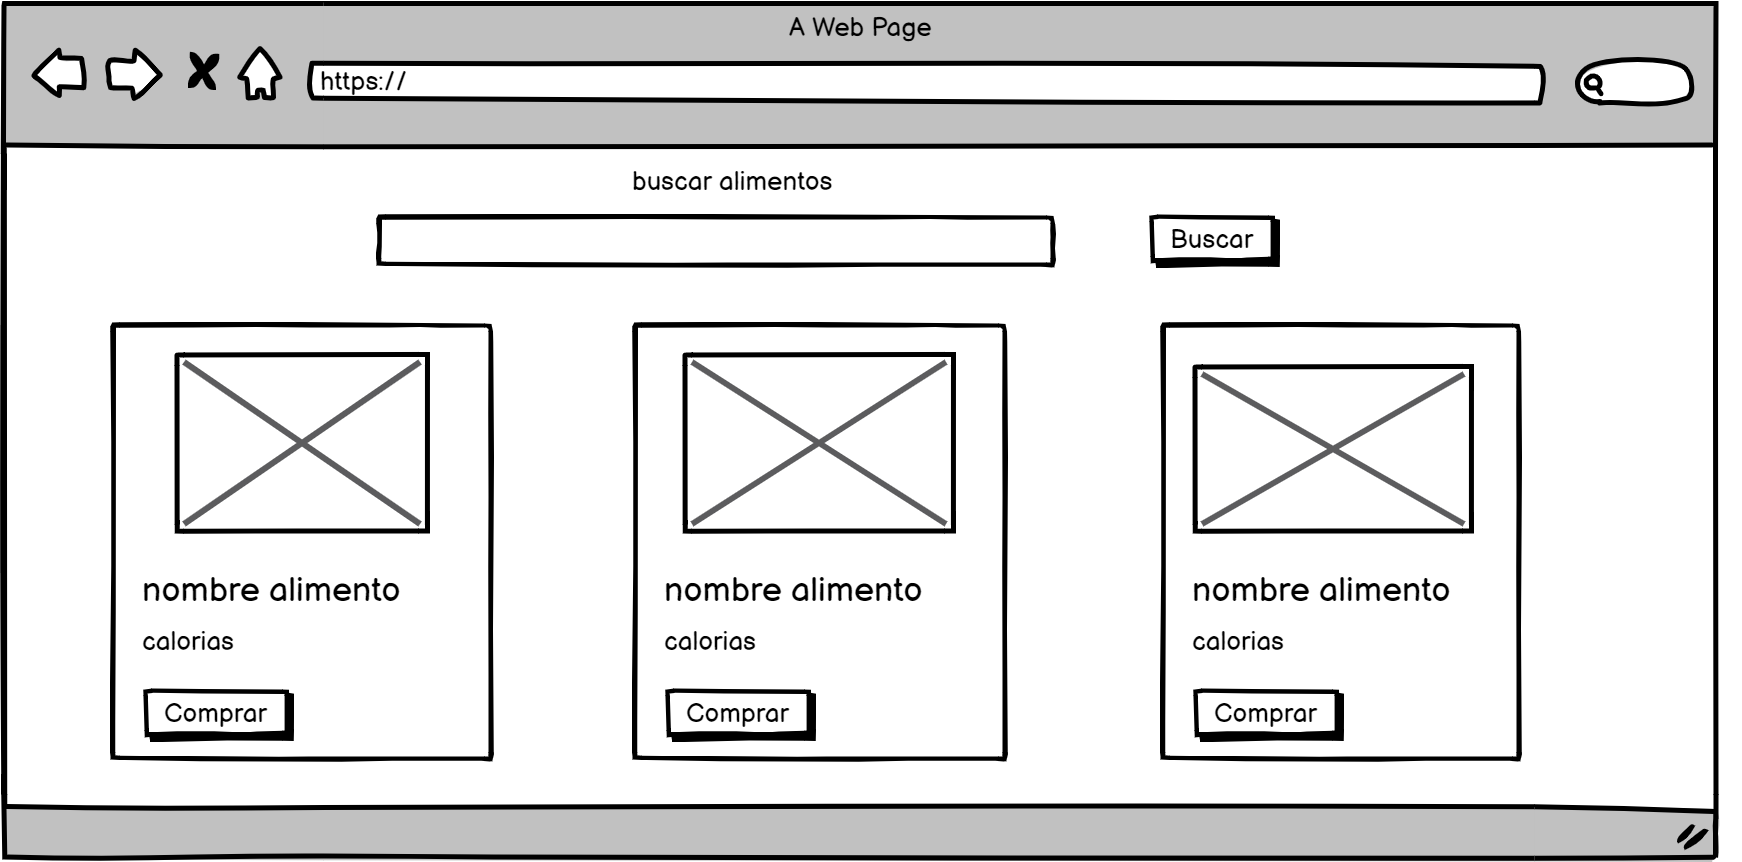 A Web Page
https://
buscar alimentos
Buscar
nombre alimento
calorias
Comprar
nombre alimento
calorias
Comprar
nombre alimento
calorias
Comprar